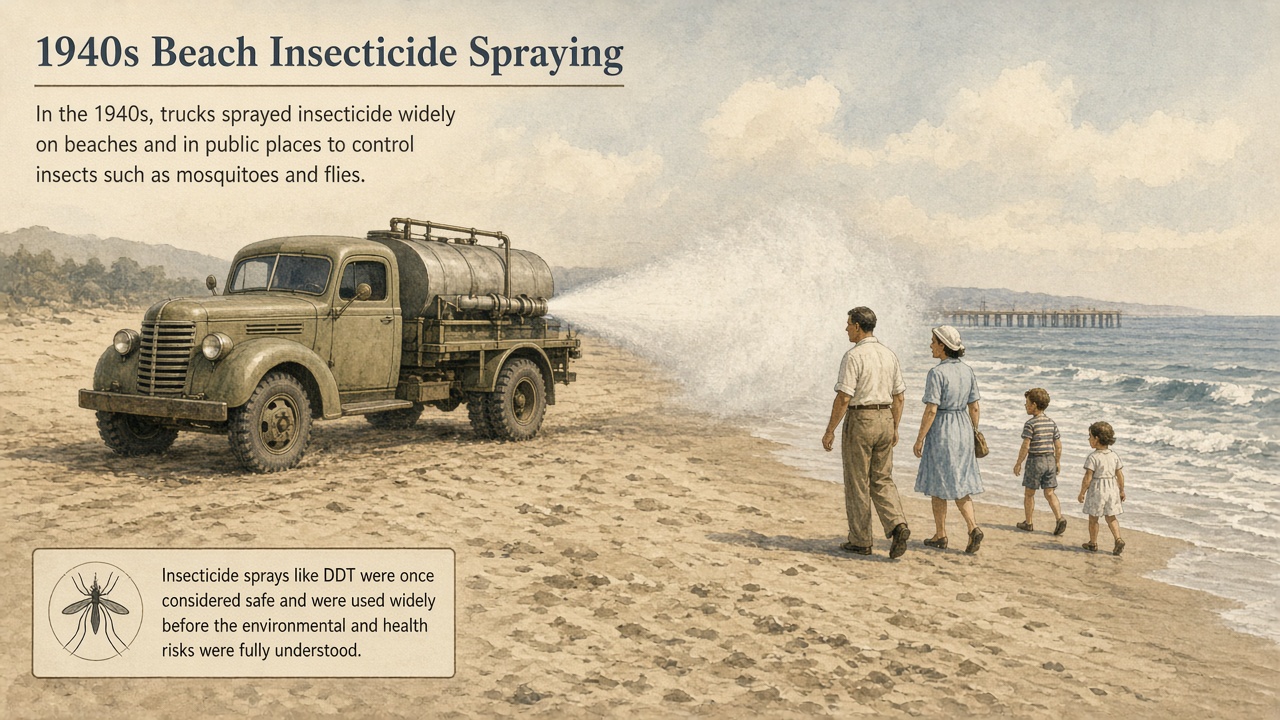 1940s Beach Insecticide Spraying
In the 1940s, trucks sprayed insecticide widely
on beaches and in public places to control
insects such as mosquitoes and flies.
Insecticide sprays like DDT were once
considered safe and were used widely
before the environmental and health
risks were fully understood.